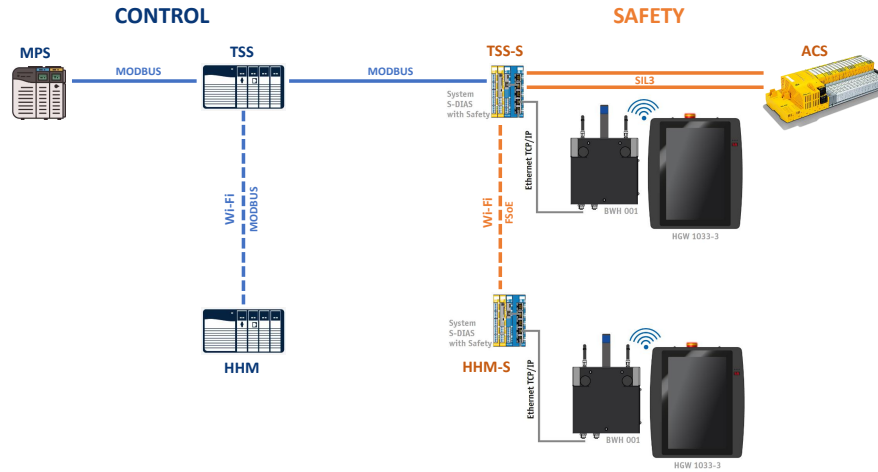 CONTROL
SAFETY
MPS
TSS
TSS-S
ACS
MODBUS
MODBUS
SIL3
System
S-DIAS
with Safety
Ethernet TCP/IP
BWH 001
HGW 1033-3
Wi-Fi
MODBUS
Wi-Fi
FSoE
System
S-DIAS
with Safety
HHM
HHM-S
Ethernet TCP/IP
BWH 001
HGW 1033-3